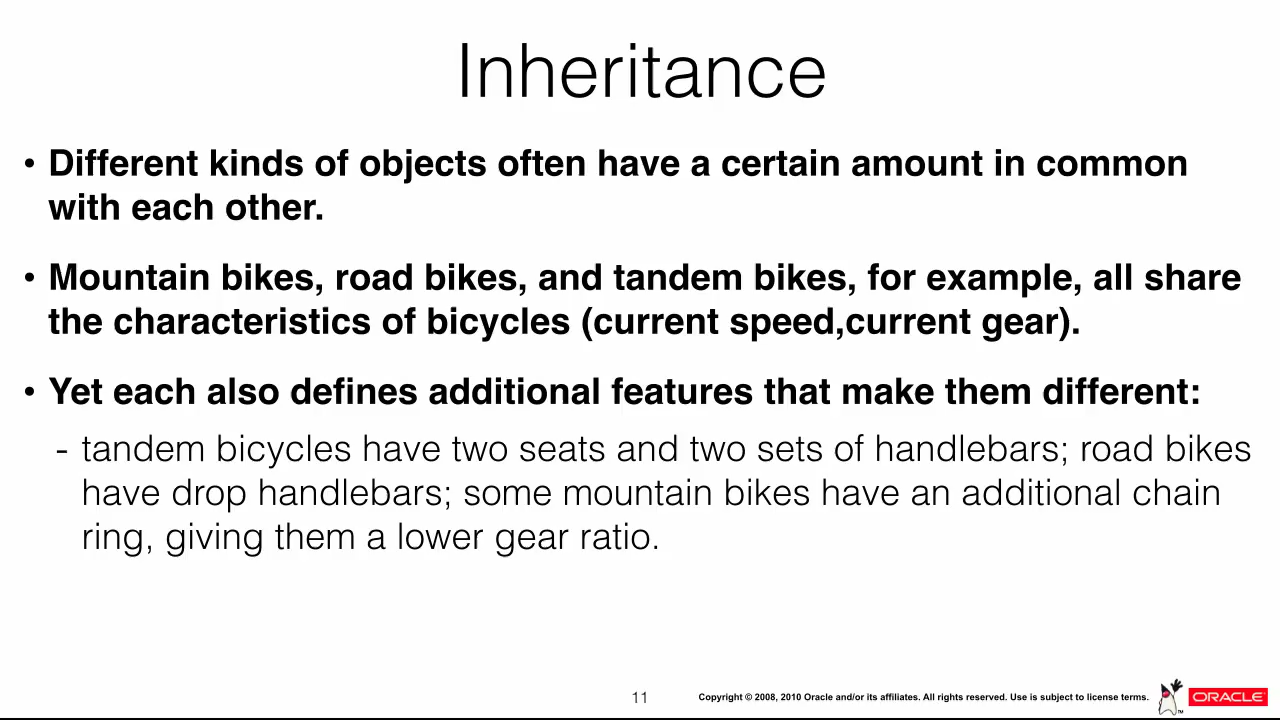 Inheritance
• Different kinds of objects often have a certain amount in common
with each other.
• Mountain bikes, road bikes, and tandem bikes, for example, all share
the characteristics of bicycles (current speed,current gear).
• Yet each also defines additional features that make them different:
- tandem bicycles have two seats and two sets of handlebars; road bikes
have drop handlebars; some mountain bikes have an additional chain
ring, giving them a lower gear ratio.
11
Copyright © 2008, 2010 Oracle and/or its affiliates. All rights reserved. Use is subject to license terms.
™
ORACLE